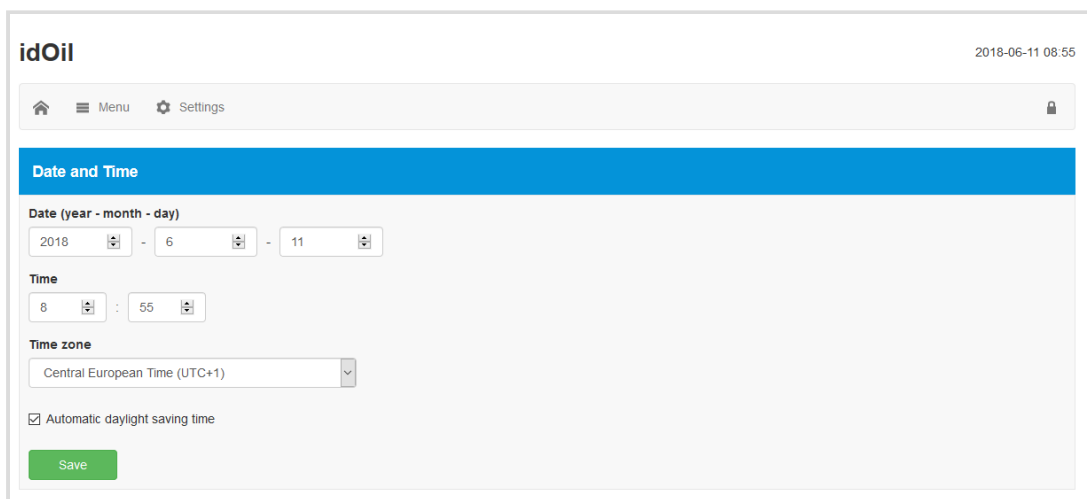 idOil
2018-06-11 08:55
Menu Settings
Date and Time
Date (year - month - day)
2018 - 6 - 11
Time
8 : 55
Time zone
Central European Time (UTC+1)
Automatic daylight saving time
Save